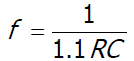 f = 1 / 1.1 RC